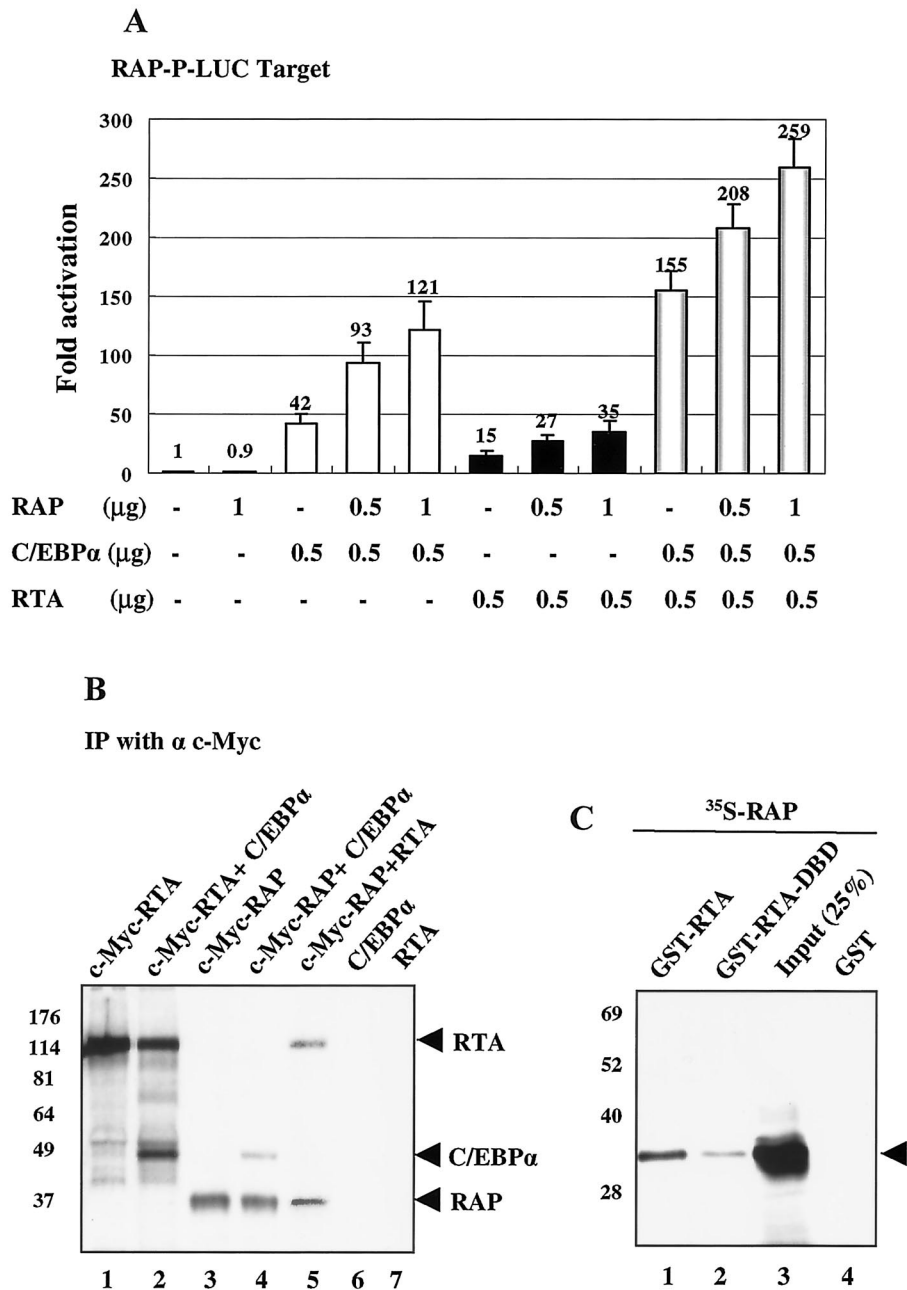 A
RAP-P-LUC Target
Fold activation
300
250
200
150
100
50
0
1
0.9
42
93
121
15
27
35
155
208
259
RAP (μg) - 1 - 0.5 1 - 0.5 1 - 0.5 1
C/EBPα (μg) - - 0.5 0.5 0.5 - - - 0.5 0.5 0.5
RTA (μg) - - - - - 0.5 0.5 0.5 0.5 0.5 0.5
B
IP with α c-Myc
c-Myc-RTA
c-Myc-RTA+ C/EBPα
c-Myc-RAP
c-Myc-RAP+ C/EBPα
c-Myc-RAP+RTA
C/EBPα
RTA
176
114
81
64
49
37
RTA
C/EBPα
RAP
1 2 3 4 5 6 7
C
³⁵S-RAP
GST-RTA
GST-RTA-DBD
Input (25%)
GST
69
52
40
28
1 2 3 4